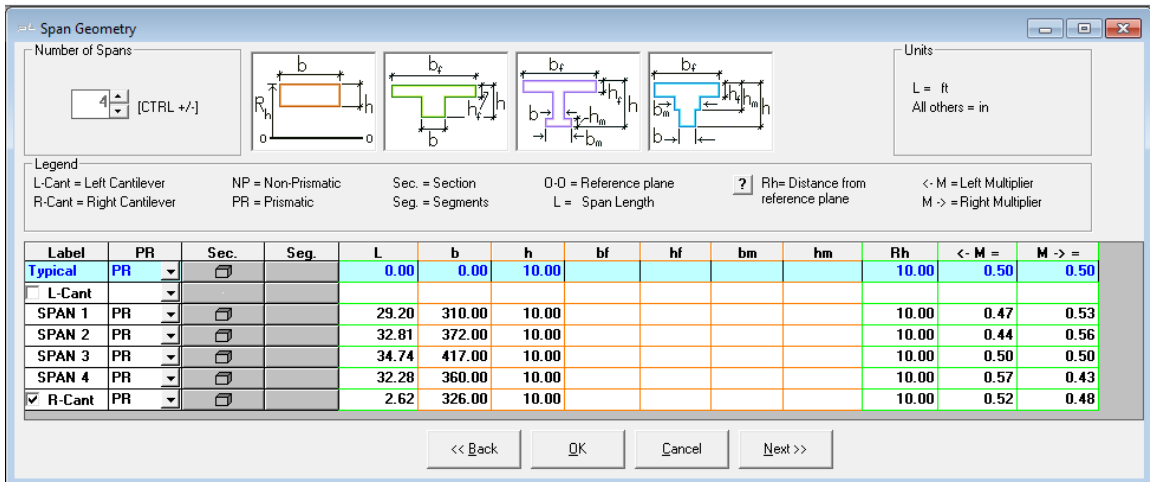 Span Geometry
Number of Spans
4 [CTRL +/-]
b
h
Rh
o o
bf
hf
h
b
bf
hf
h
b
hm
bm
bf
bm
hf
hm
h
b
Units
L = ft
All others = in
Legend
L-Cant = Left Cantilever NP = Non-Prismatic Sec. = Section O-O = Reference plane ? Rh= Distance from reference plane <- M = Left Multiplier
R-Cant = Right Cantilever PR = Prismatic Seg. = Segments L = Span Length M -> = Right Multiplier
Label PR Sec. Seg. L b h bf hf bm hm Rh <- M = M -> =
Typical PR 0.00 0.00 10.00 10.00 0.50 0.50
L-Cant
SPAN 1 PR 29.20 310.00 10.00 10.00 0.47 0.53
SPAN 2 PR 32.81 372.00 10.00 10.00 0.44 0.56
SPAN 3 PR 34.74 417.00 10.00 10.00 0.50 0.50
SPAN 4 PR 32.28 360.00 10.00 10.00 0.57 0.43
R-Cant PR 2.62 326.00 10.00 10.00 0.52 0.48
<< Back OK Cancel Next >>